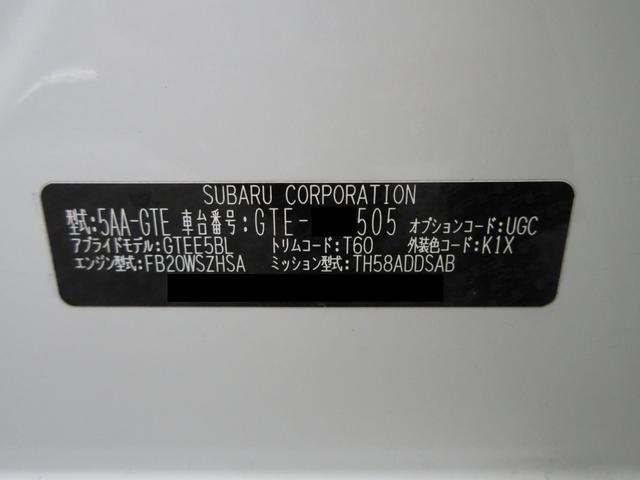 SUBARU CORPORATION
型式:5AA-GTE 車台番号:GTE- 505 オプションコード:UGC
アプライドモデル:GTEE5BL トリムコード:T60 外装色コード:K1X
エンジン型式:FB20WSZHSA ミッション型式:TH58ADDSAB